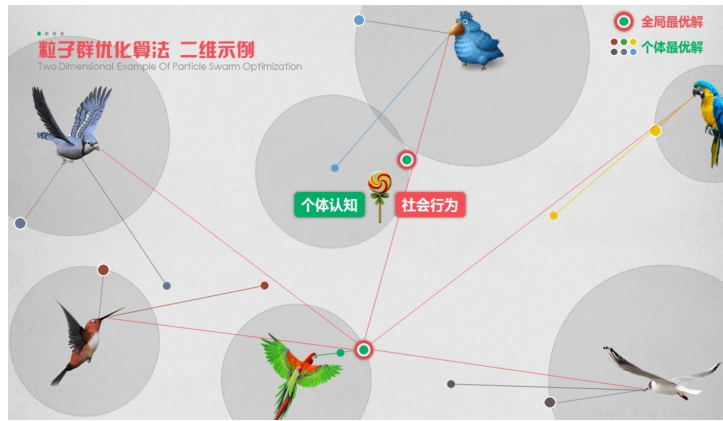 粒子群优化算法 二维示例
Two Dimensional Example Of Particle Swarm Optimization
全局最优解
个体最优解
个体认知
社会行为